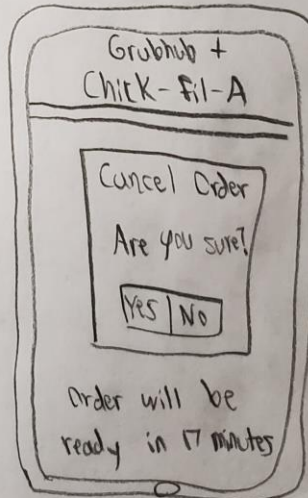 Grubhub +
Chick-fil-A
Cancel Order
Are you sure?
Yes No
Order will be
ready in 17 minutes